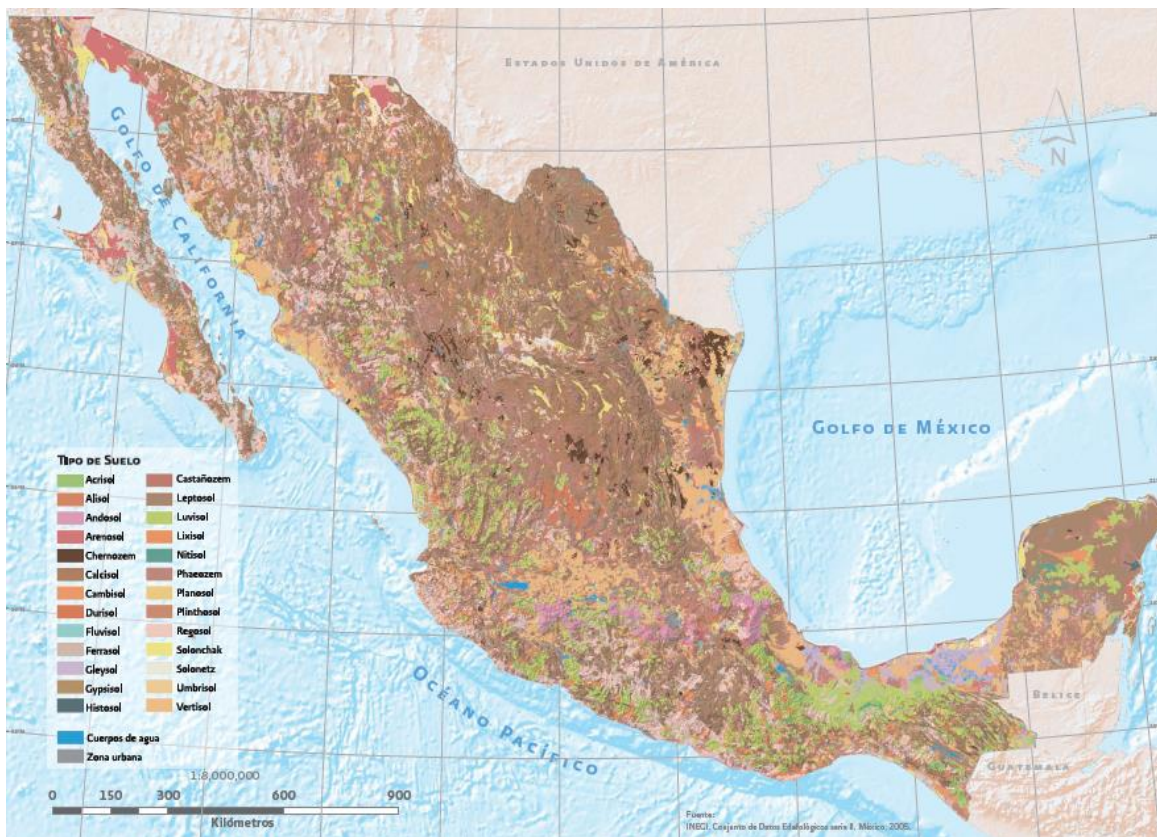 ESTADOS UNIDOS DE AMÉRICA
GOLFO DE CALIFORNIA
N
GOLFO DE MÉXICO
TIPO DE SUELO
Acrisol
Alisol
Andosol
Arenosol
Chernozem
Calcisol
Cambisol
Durisol
Fluvisol
Ferrasol
Gleysol
Gypsisol
Histosol
Castañozem
Leptosol
Luvisol
Lixisol
Nitisol
Phaeozem
Planosol
Plinthosol
Regosol
Solonchak
Solonetz
Umbrisol
Vertisol
Cuerpos de agua
Zona urbana
OCÉANO PACÍFICO
BELICE
GUATEMALA
1:8,000,000
0 150 300 600 900
Kilómetros
Fuente:
INEGI. Conjunto de Datos Edafológicos serie II. México, 2005.